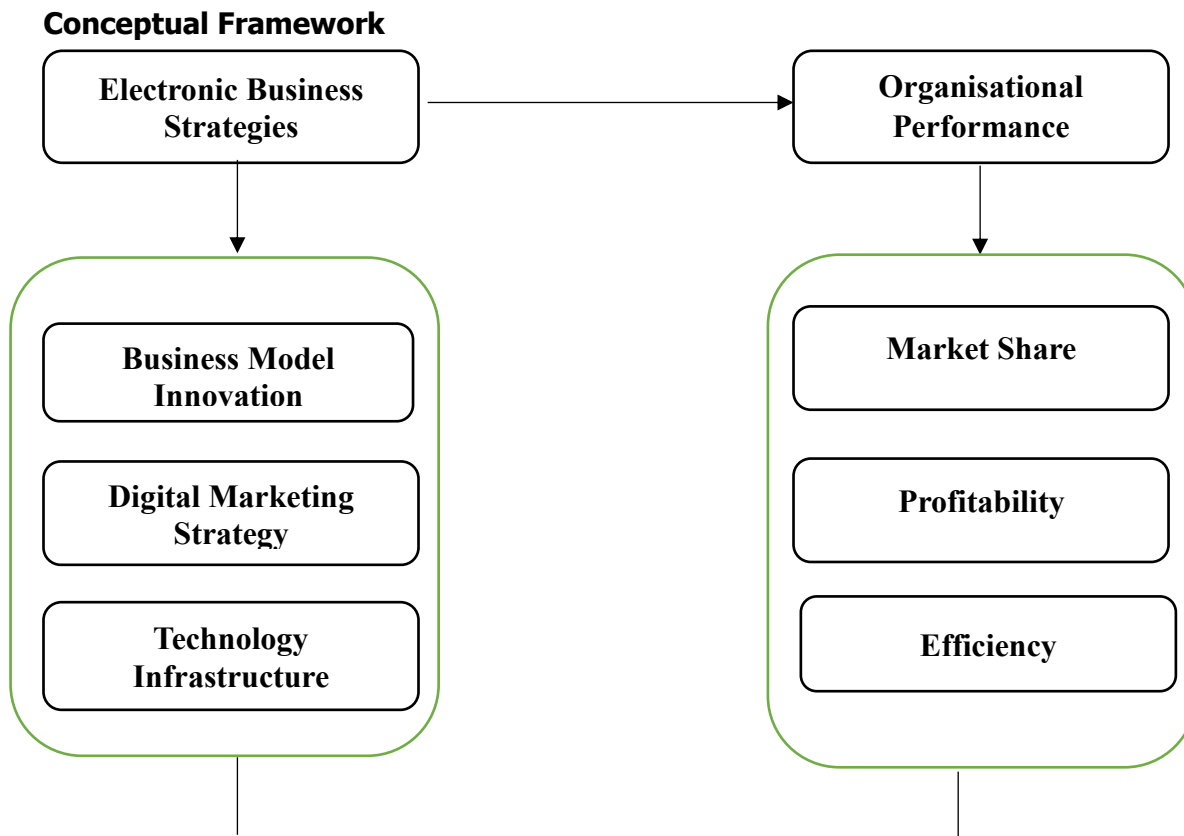 Conceptual Framework
Electronic Business
Strategies
Organisational
Performance
Business Model
Innovation
Digital Marketing
Strategy
Technology
Infrastructure
Market Share
Profitability
Efficiency